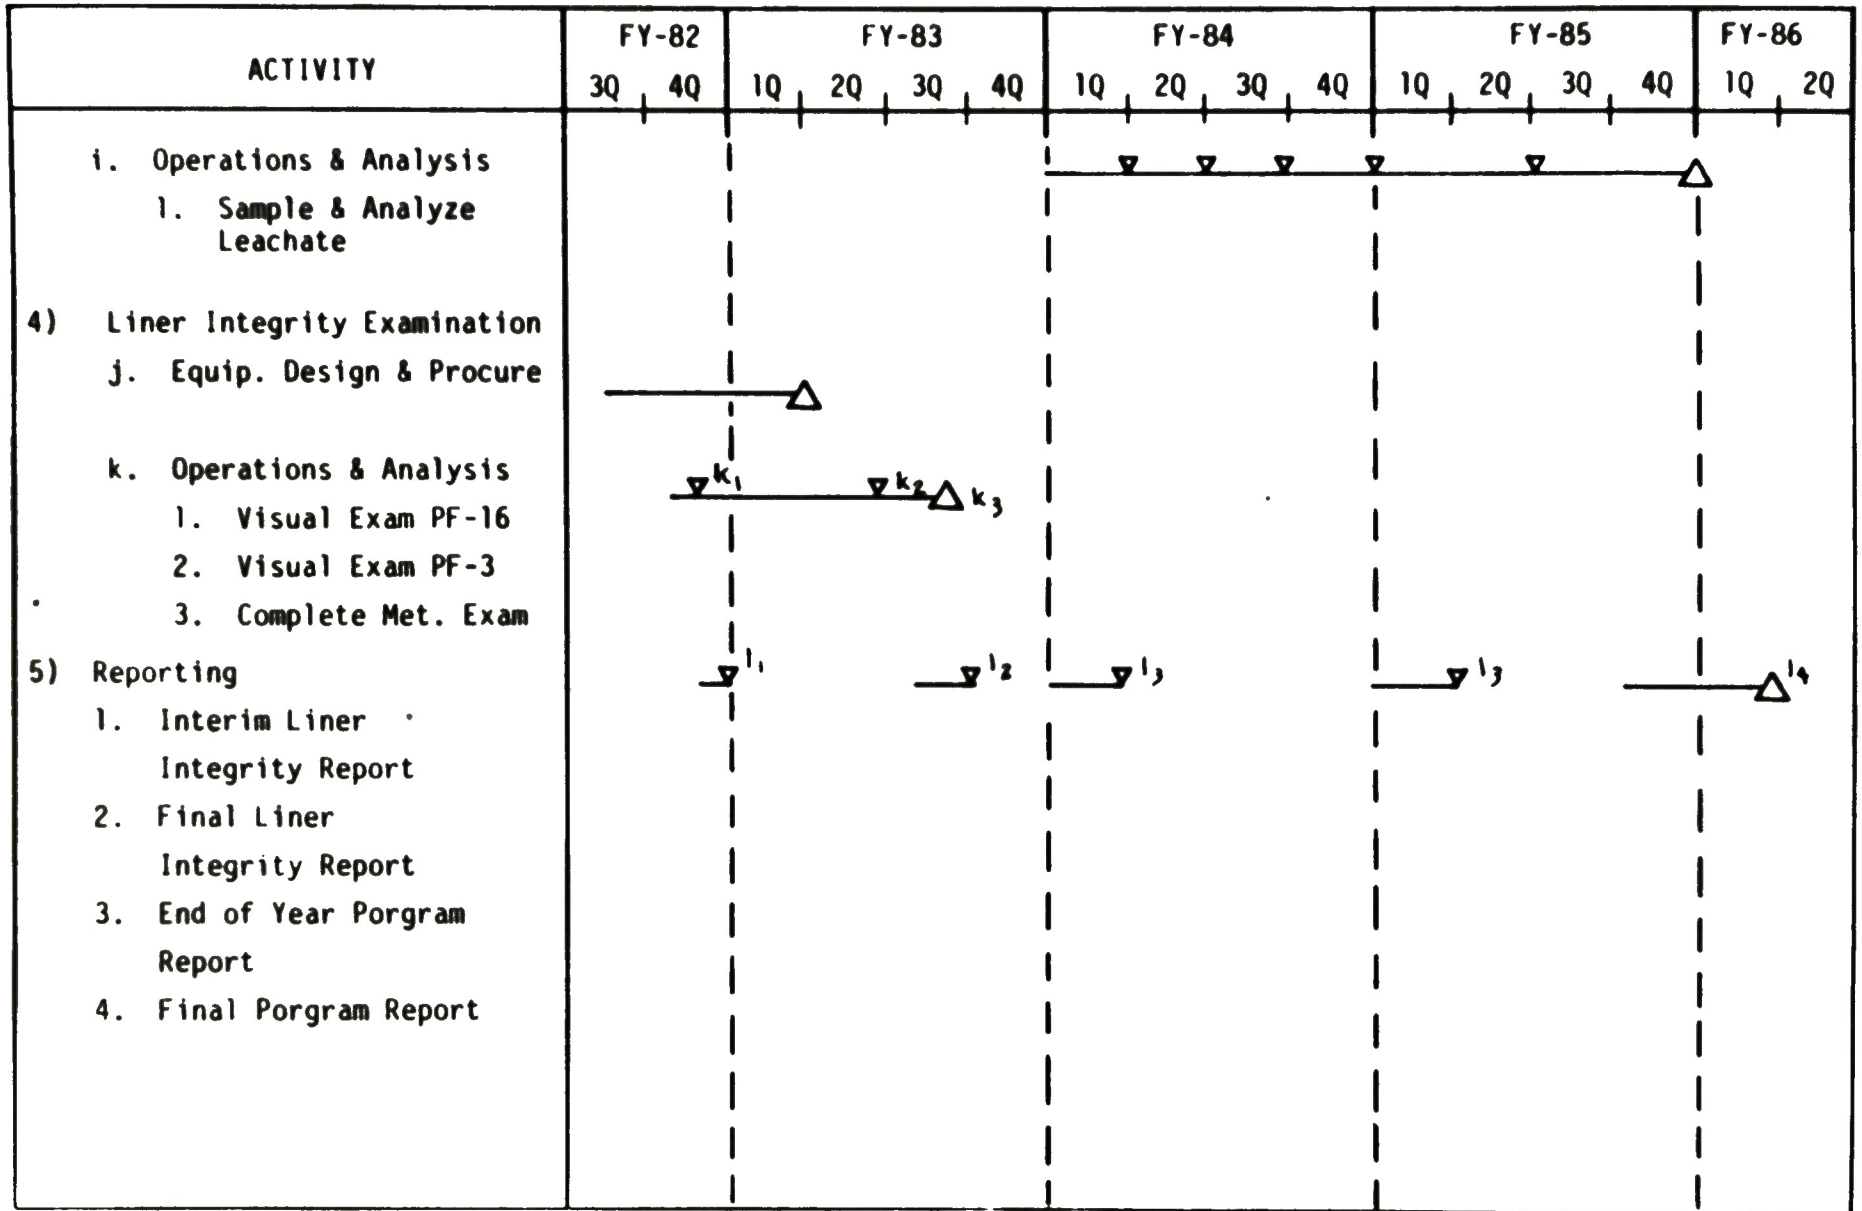 ACTIVITY
FY-82 FY-83 FY-84 FY-85 FY-86
3Q 4Q 1Q 2Q 3Q 4Q 1Q 2Q 3Q 4Q 1Q 2Q 3Q 4Q 1Q 2Q
i. Operations & Analysis
1. Sample & Analyze
Leachate
4) Liner Integrity Examination
j. Equip. Design & Procure
k. Operations & Analysis
k1 k2 k3
1. Visual Exam PF-16
2. Visual Exam PF-3
3. Complete Met. Exam
5) Reporting
l1 l2 l3 l3 l4
1. Interim Liner
Integrity Report
2. Final Liner
Integrity Report
3. End of Year Porgram
Report
4. Final Porgram Report